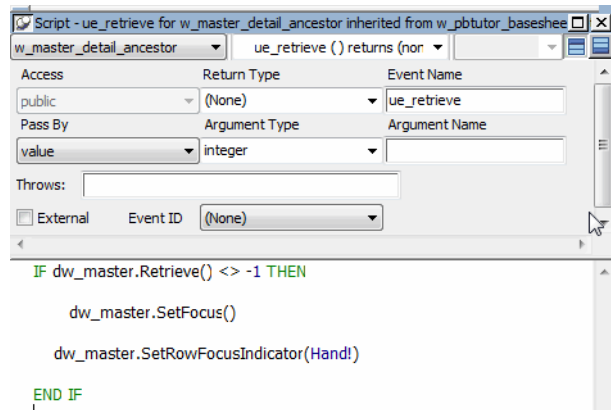 Script - ue_retrieve for w_master_detail_ancestor inherited from w_pbtutor_baseshee
w_master_detail_ancestor ue_retrieve ( ) returns (nor
Access Return Type Event Name
public (None) ue_retrieve
Pass By Argument Type Argument Name
value integer
Throws:
External Event ID (None)
IF dw_master.Retrieve() <> -1 THEN
dw_master.SetFocus()
dw_master.SetRowFocusIndicator(Hand!)
END IF